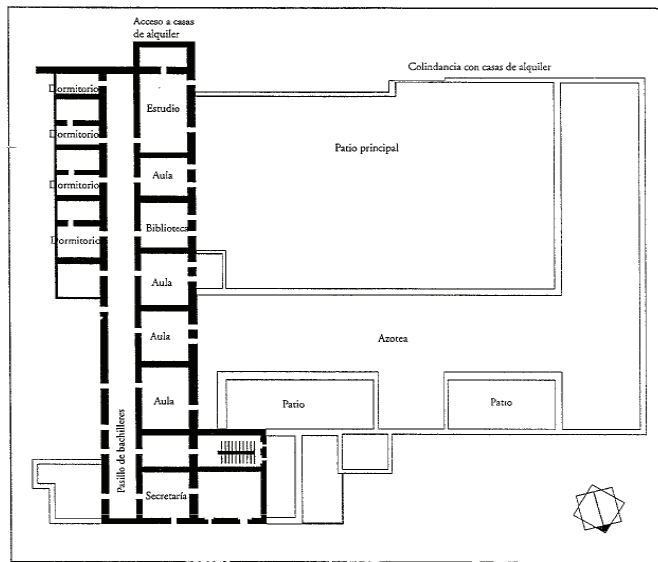 Acceso a casas
de alquiler
Colindancia con casas de alquiler
Dormitorio
Estudio
Dormitorio
Patio principal
Aula
Dormitorio
Biblioteca
Dormitorio
Aula
Aula
Azotea
Aula
Patio
Patio
Pasillo de bachilleres
Secretaría